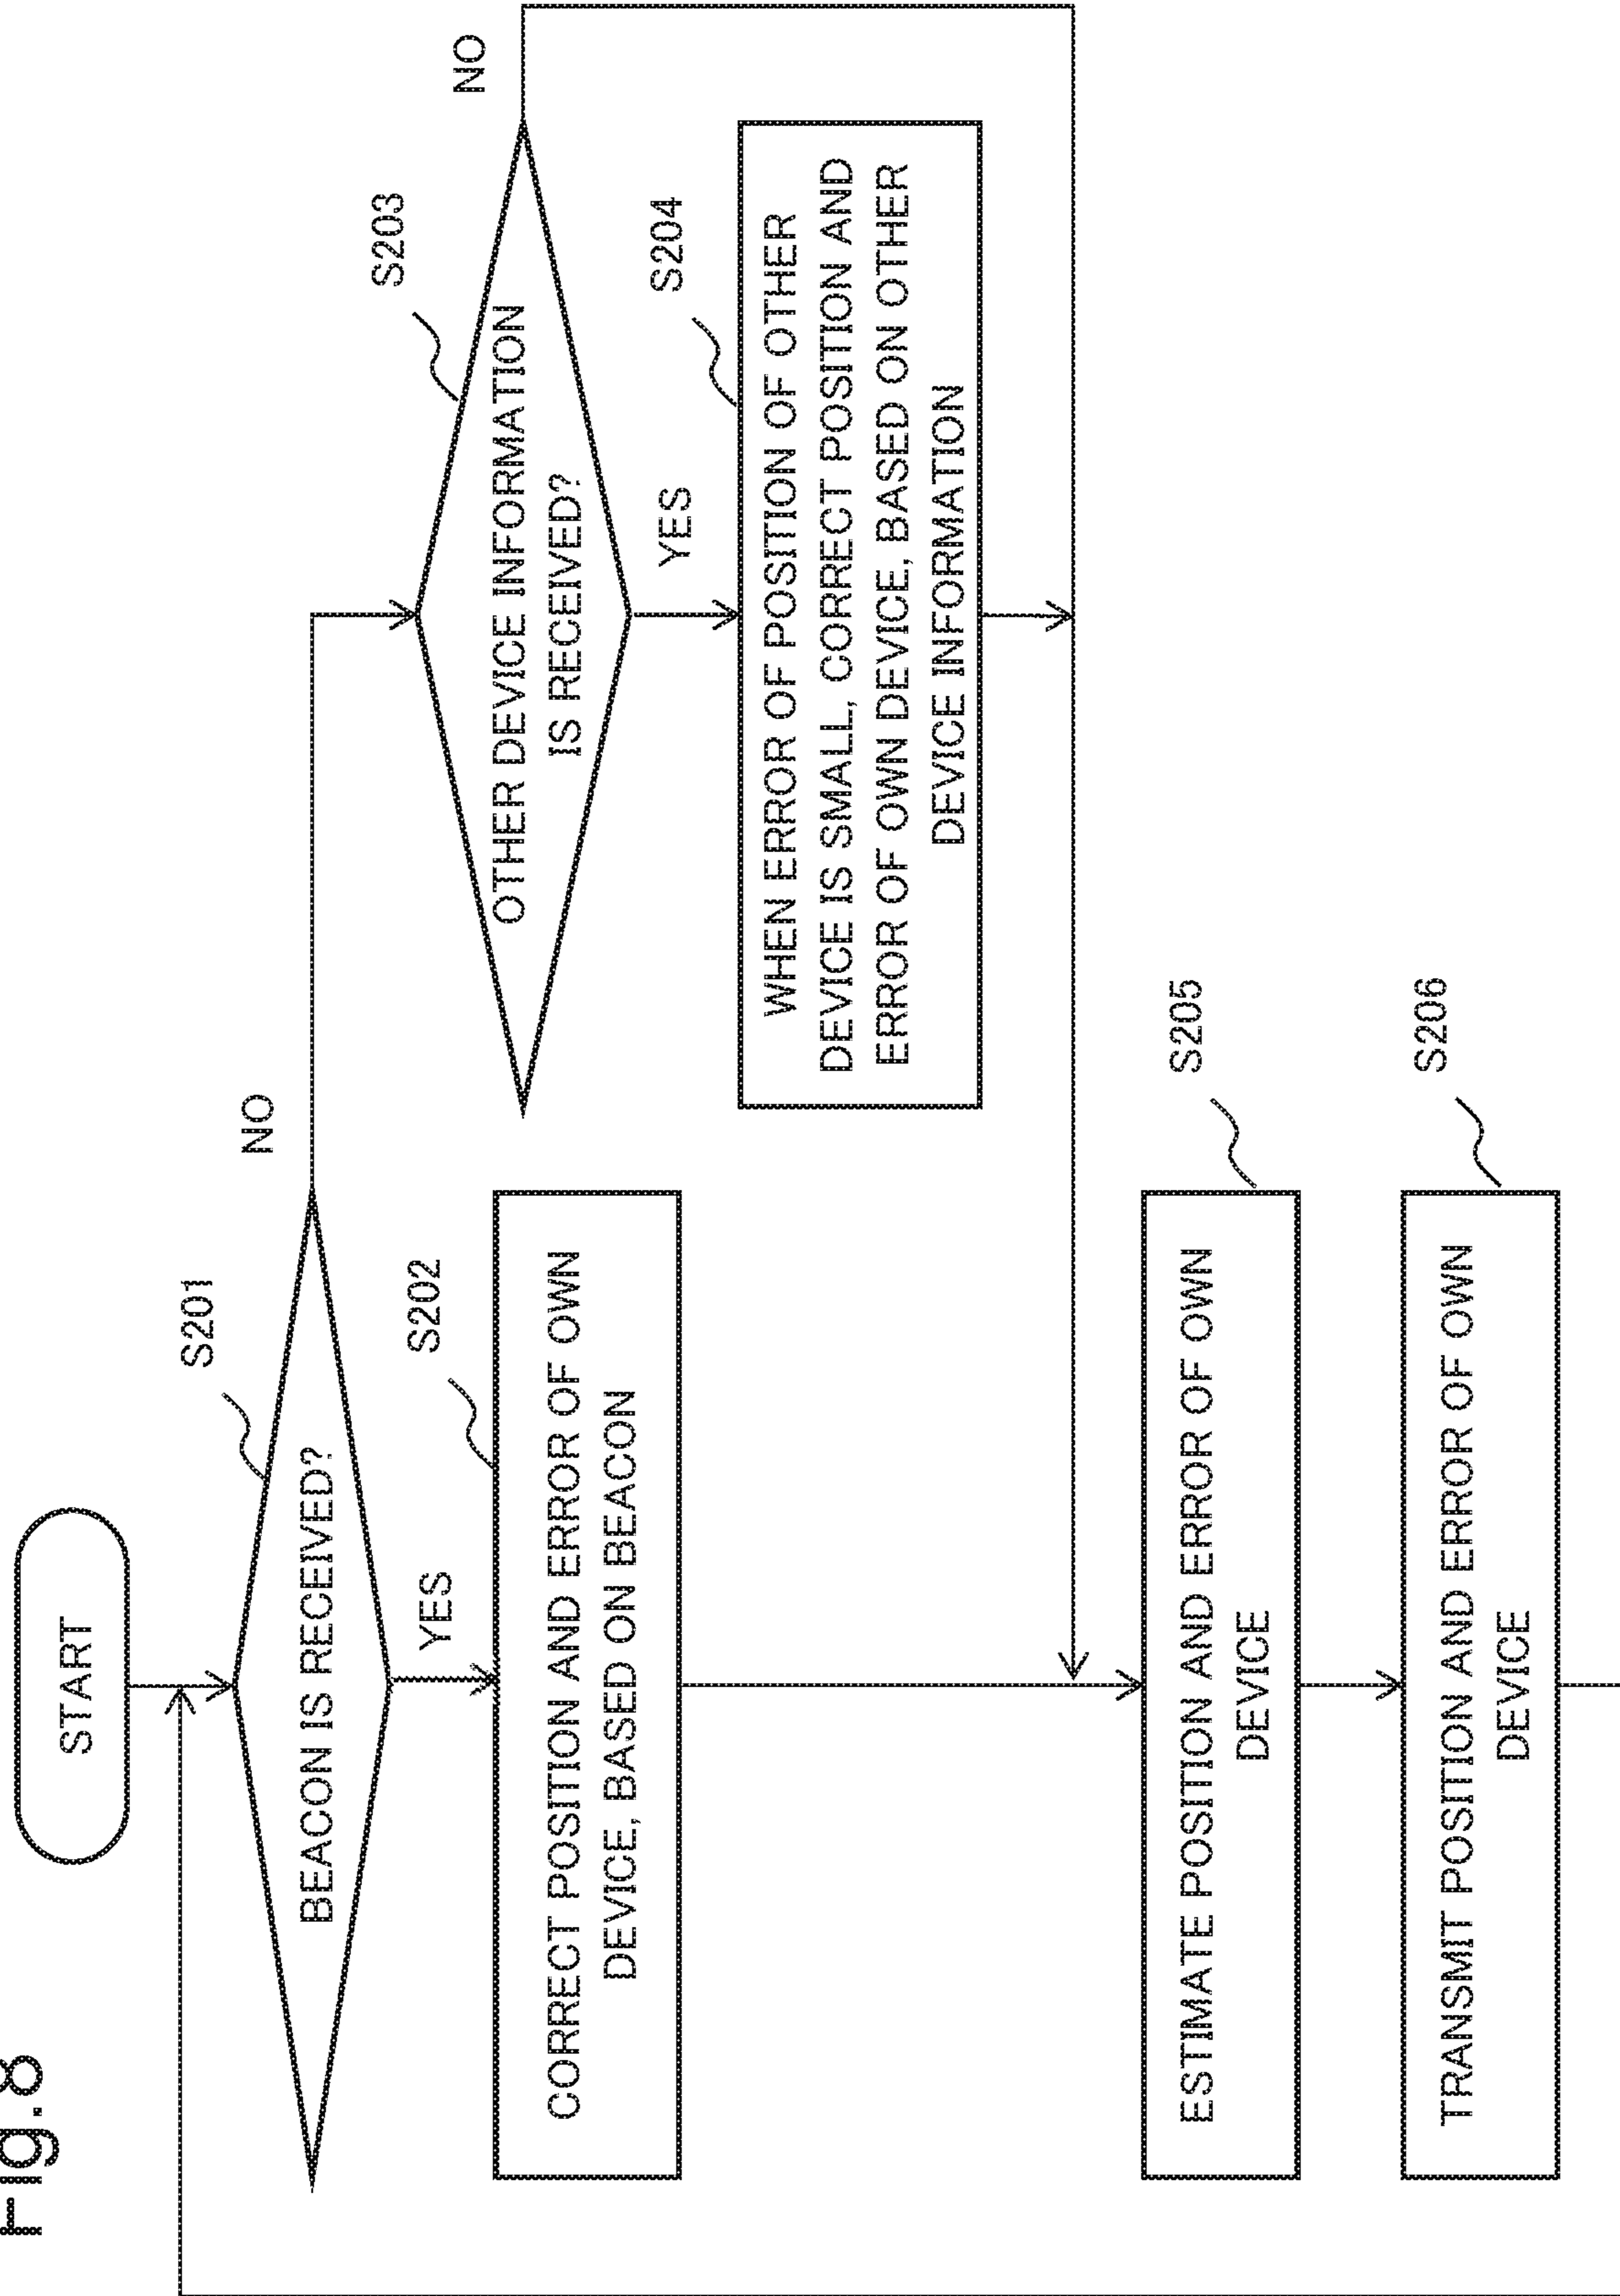 Fig.8
START
S201
BEACON IS RECEIVED?
NO
YES
S202
CORRECT POSITION AND ERROR OF OWN
DEVICE, BASED ON BEACON
S203
OTHER DEVICE INFORMATION
IS RECEIVED?
NO
YES
S204
WHEN ERROR OF POSITION OF OTHER
DEVICE IS SMALL, CORRECT POSITION AND
ERROR OF OWN DEVICE, BASED ON OTHER
DEVICE INFORMATION
S205
ESTIMATE POSITION AND ERROR OF OWN
DEVICE
S206
TRANSMIT POSITION AND ERROR OF OWN
DEVICE